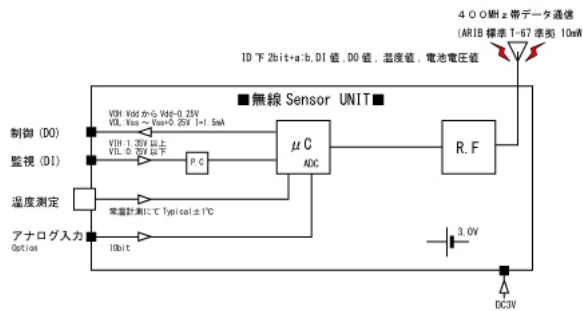 400MHz帯データ通信
(ARIB標準 T-67 準拠 10mW
ID 下 2bit+a:b, DI 値, DO 値, 温度値, 電池電圧値
■無線 Sensor UNIT■
VOH:Vdd から Vdd-0.25V
VOL:Vss ～ Vss+0.25V I=1.5mA
制御 (DO)
VIH:1.35V 以上
VIL:0.75V 以下
監視 (DI)
P.C
μC
ADC
R.F
温度測定
常温計測にて Typical±1℃
アナログ入力
Option
10bit
3.0V
DC3V